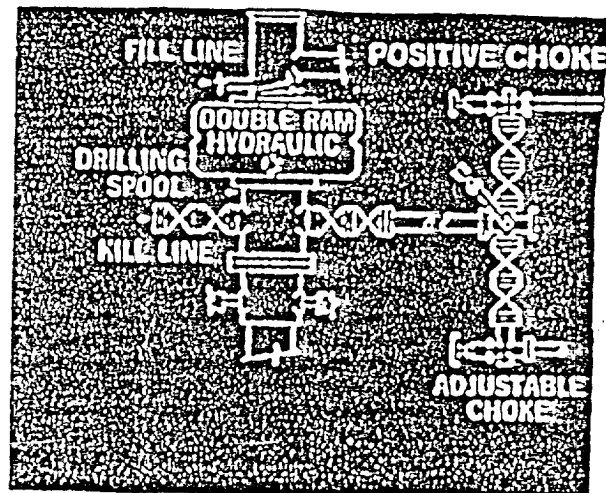 FILL LINE
POSITIVE CHOKE
DOUBLE RAM
HYDRAULIC
DRILLING
SPOOL
KILL LINE
ADJUSTABLE
CHOKE